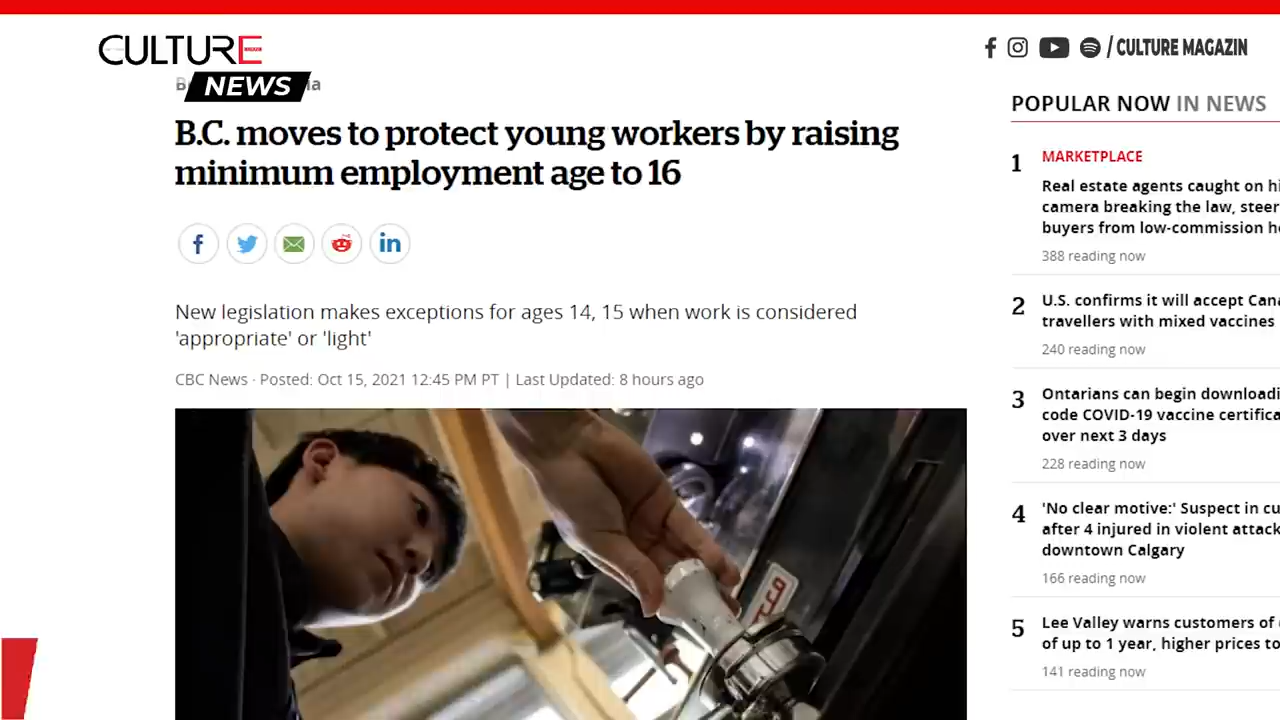 CULTURE
NEWS
/ CULTURE MAGAZIN
B.C. moves to protect young workers by raising
minimum employment age to 16
in
New legislation makes exceptions for ages 14, 15 when work is considered
'appropriate' or 'light'
CBC News · Posted: Oct 15, 2021 12:45 PM PT | Last Updated: 8 hours ago
POPULAR NOW IN NEWS
1
MARKETPLACE
Real estate agents caught on
camera breaking the law, steer
buyers from low-commission
388 reading now
2
U.S. confirms it will accept
travellers with mixed vaccines
240 reading now
3
Ontarians can begin
code COVID-19 vaccine
over next 3 days
228 reading now
4
'No clear motive:' Suspect in
after 4 injured in violent attack
downtown Calgary
166 reading now
5
Lee Valley warns customers of
of up to 1 year, higher prices to
141 reading now